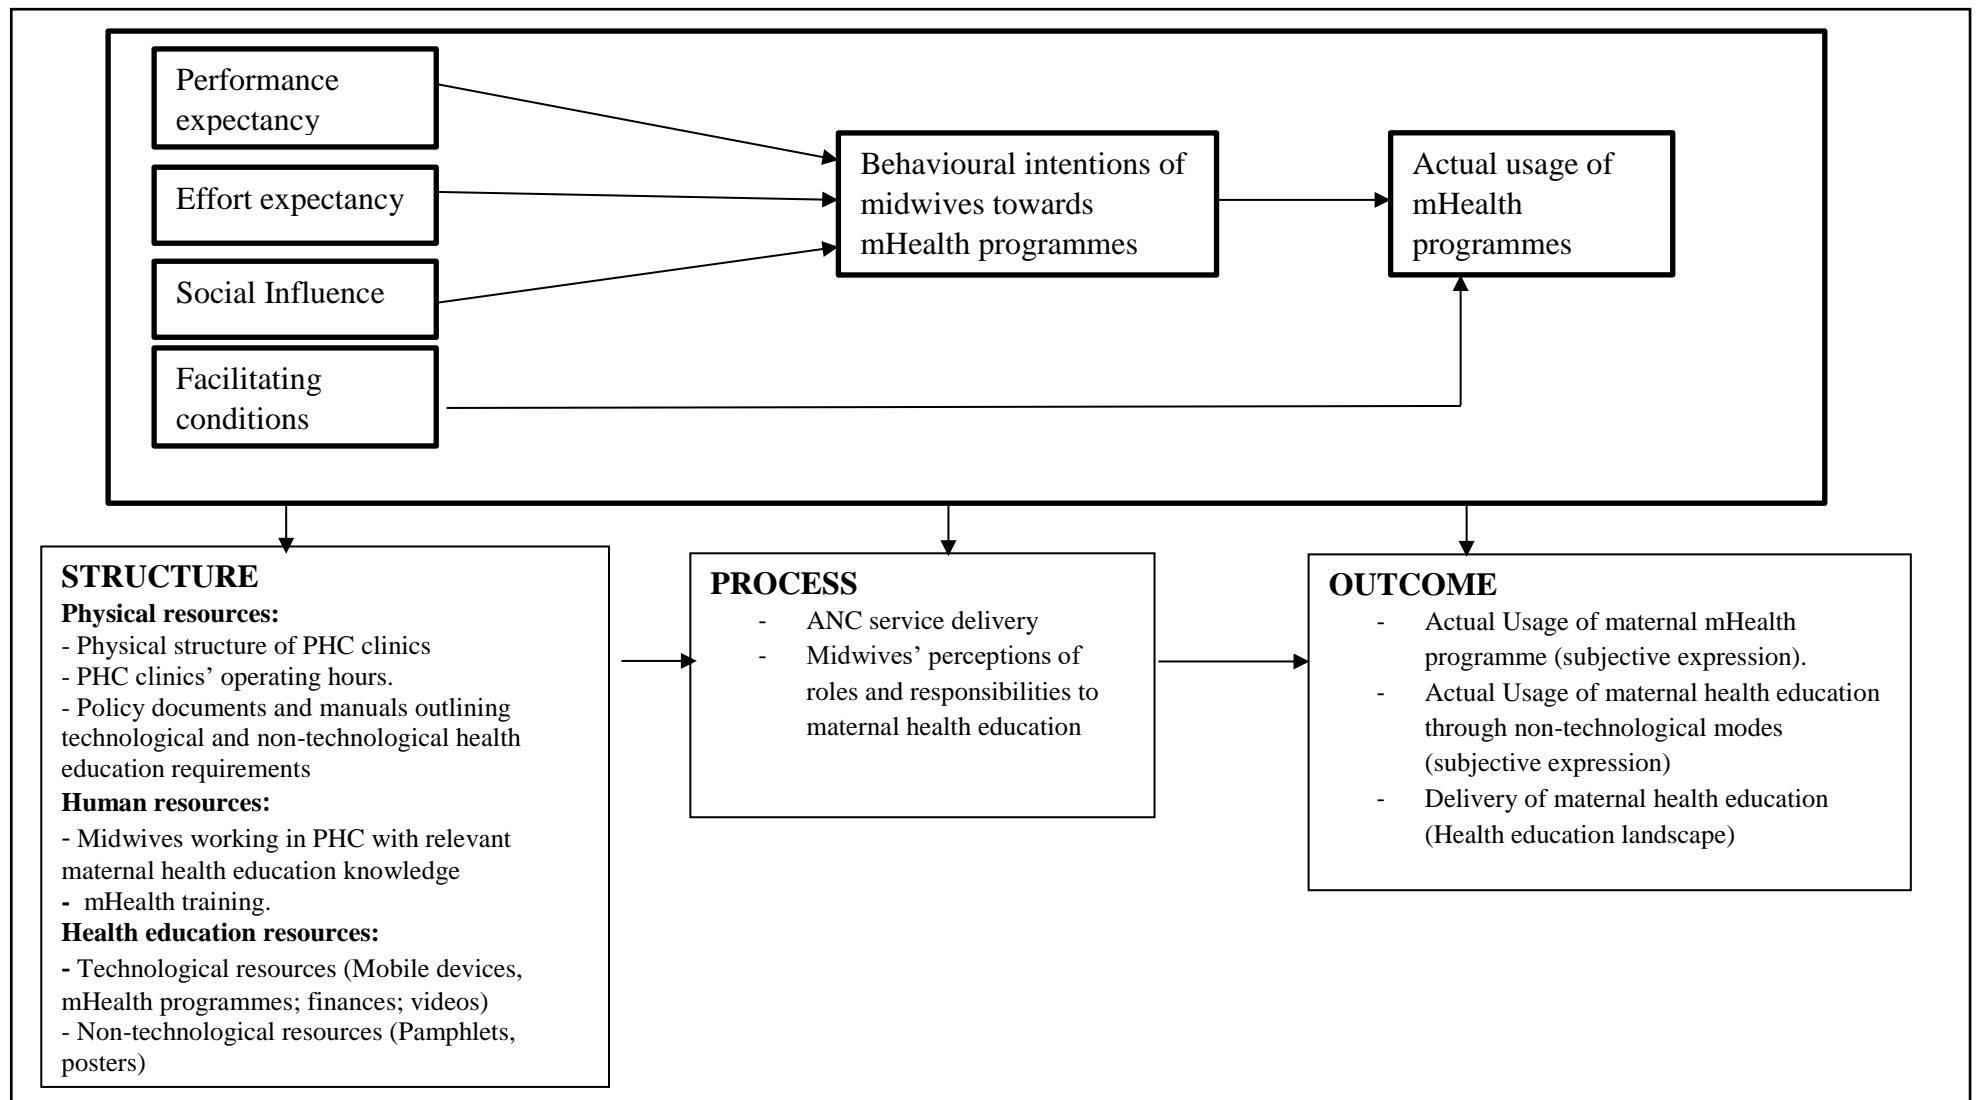 Performance
expectancy
Effort expectancy
Social Influence
Facilitating
conditions
Behavioural intentions of
midwives towards
mHealth programmes
Actual usage of
mHealth
programmes
STRUCTURE
Physical resources:
- Physical structure of PHC clinics
- PHC clinics’ operating hours.
- Policy documents and manuals outlining
technological and non-technological health
education requirements
Human resources:
- Midwives working in PHC with relevant
maternal health education knowledge
- mHealth training.
Health education resources:
- Technological resources (Mobile devices,
mHealth programmes; finances; videos)
- Non-technological resources (Pamphlets,
posters)
PROCESS
- ANC service delivery
- Midwives’ perceptions of
roles and responsibilities to
maternal health education
OUTCOME
- Actual Usage of maternal mHealth
programme (subjective expression).
- Actual Usage of maternal health education
through non-technological modes
(subjective expression)
- Delivery of maternal health education
(Health education landscape)